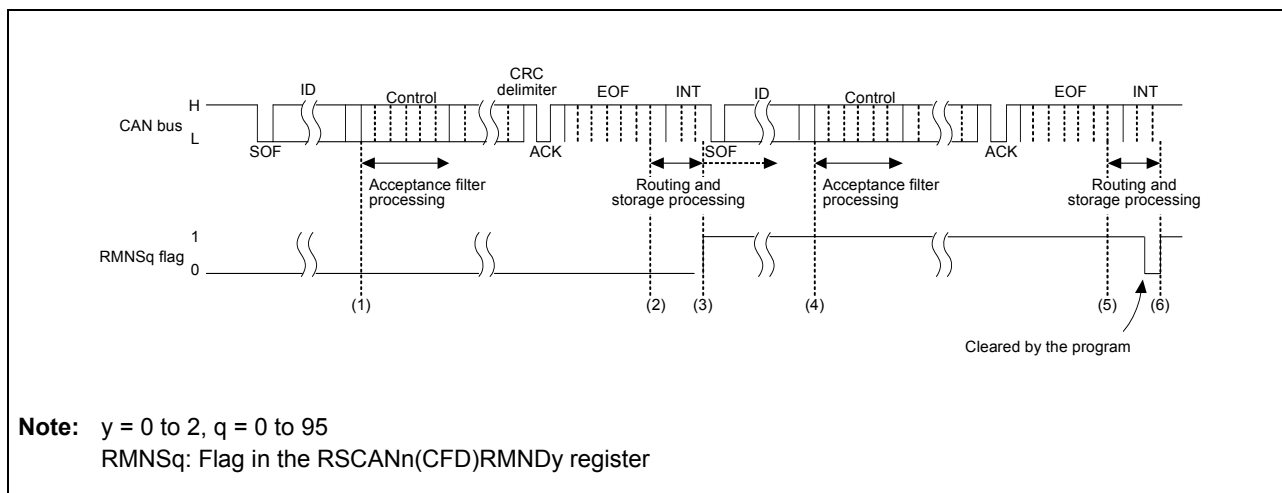 CRC
delimiter
ID
Control
EOF
INT
ID
Control
EOF
INT
H
CAN bus
L
SOF
ACK
SOF
ACK
Acceptance filter
processing
Routing and
storage processing
Acceptance filter
processing
Routing and
storage processing
1
RMNSq flag
0
(1)
(2)
(3)
(4)
(5)
(6)
Cleared by the program
Note: y = 0 to 2, q = 0 to 95
RMNSq: Flag in the RSCANn(CFD)RMNDy register